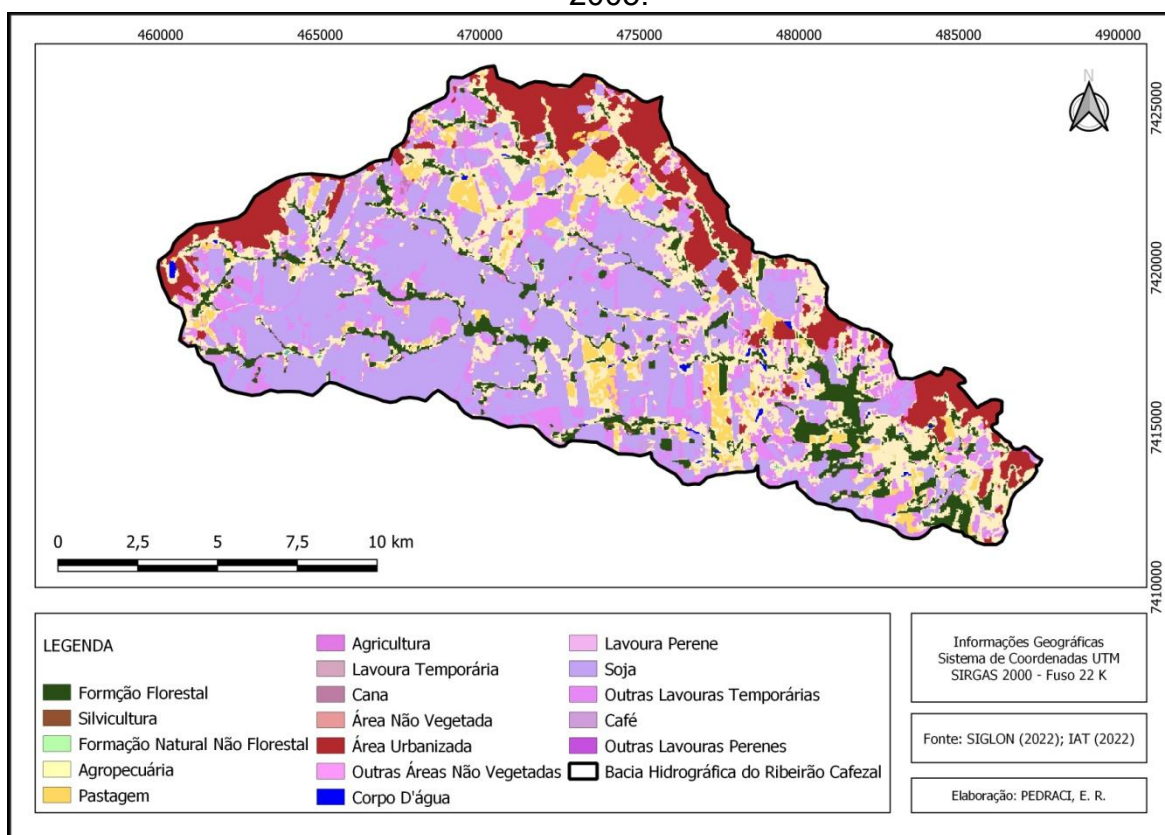 460000 465000 470000 475000 480000 485000 490000
N
7425000
7420000
7415000
7410000
0 2,5 5 7,5 10 km
LEGENDA
Formção Florestal
Silvicultura
Formação Natural Não Florestal
Agropecuária
Pastagem
Agricultura
Lavoura Temporária
Cana
Área Não Vegetada
Área Urbanizada
Outras Áreas Não Vegetadas
Corpo D'água
Lavoura Perene
Soja
Outras Lavouras Temporárias
Café
Outras Lavouras Perenes
Bacia Hidrográfica do Ribeirão Cafezal
Informações Geográficas
Sistema de Coordenadas UTM
SIRGAS 2000 - Fuso 22 K
Fonte: SIGLON (2022); IAT (2022)
Elaboração: PEDRACI, E. R.